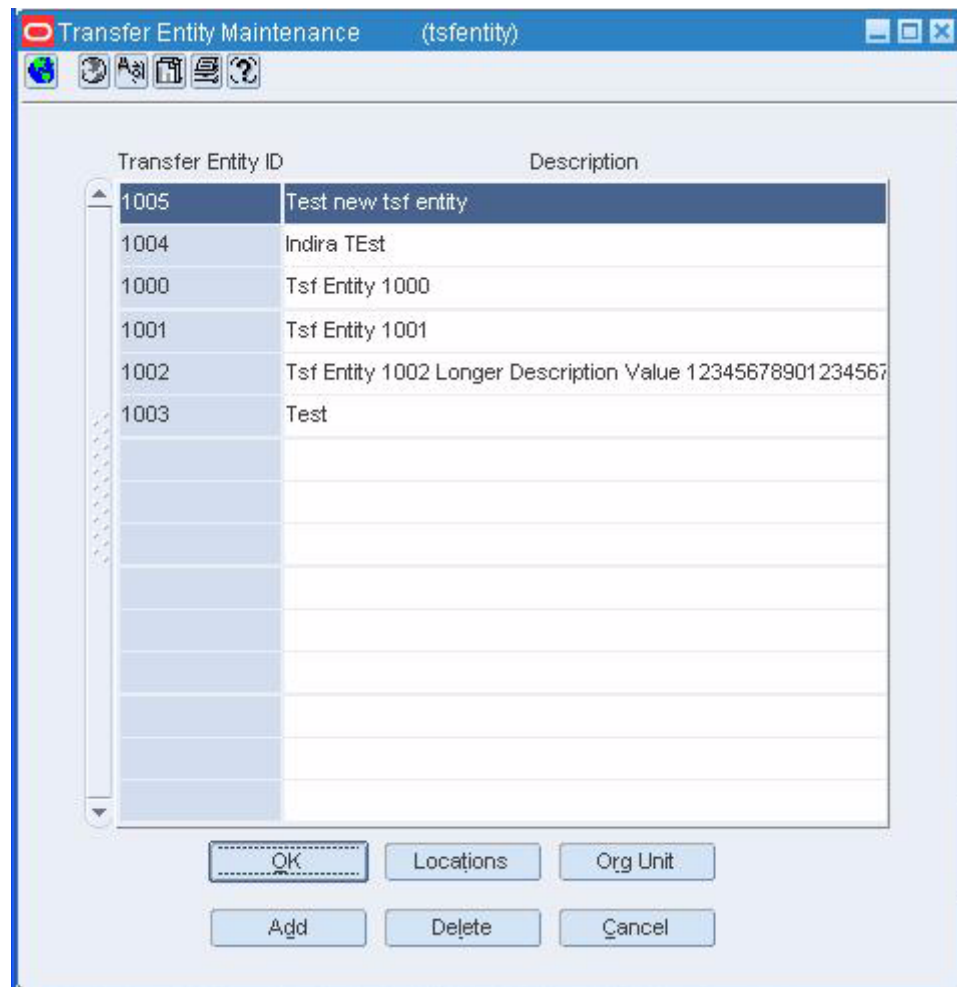 Transfer Entity Maintenance (tsfentity)
Transfer Entity ID Description
1005 Test new tsf entity
1004 Indira TEst
1000 Tsf Entity 1000
1001 Tsf Entity 1001
1002 Tsf Entity 1002 Longer Description Value 12345678901234567
1003 Test
OK Locations Org Unit
Add Delete Cancel